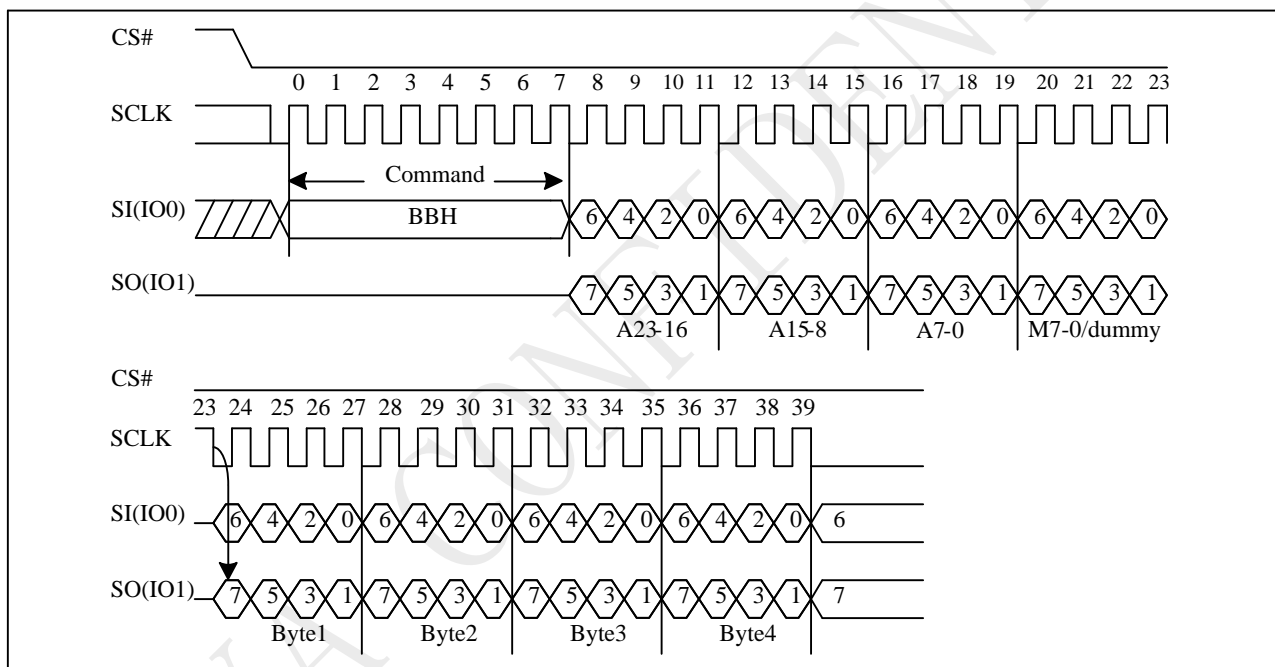 CS#
0 1 2 3 4 5 6 7 8 9 10 11 12 13 14 15 16 17 18 19 20 21 22 23
SCLK
Command
SI(IO0) BBH 6 4 2 0 6 4 2 0 6 4 2 0 6 4 2 0
SO(IO1) 7 5 3 1 7 5 3 1 7 5 3 1 7 5 3 1
A23-16 A15-8 A7-0 M7-0/dummy
CS#
23 24 25 26 27 28 29 30 31 32 33 34 35 36 37 38 39
SCLK
SI(IO0) 6 4 2 0 6 4 2 0 6 4 2 0 6 4 2 0 6
SO(IO1) 7 5 3 1 7 5 3 1 7 5 3 1 7 5 3 1 7
Byte1 Byte2 Byte3 Byte4